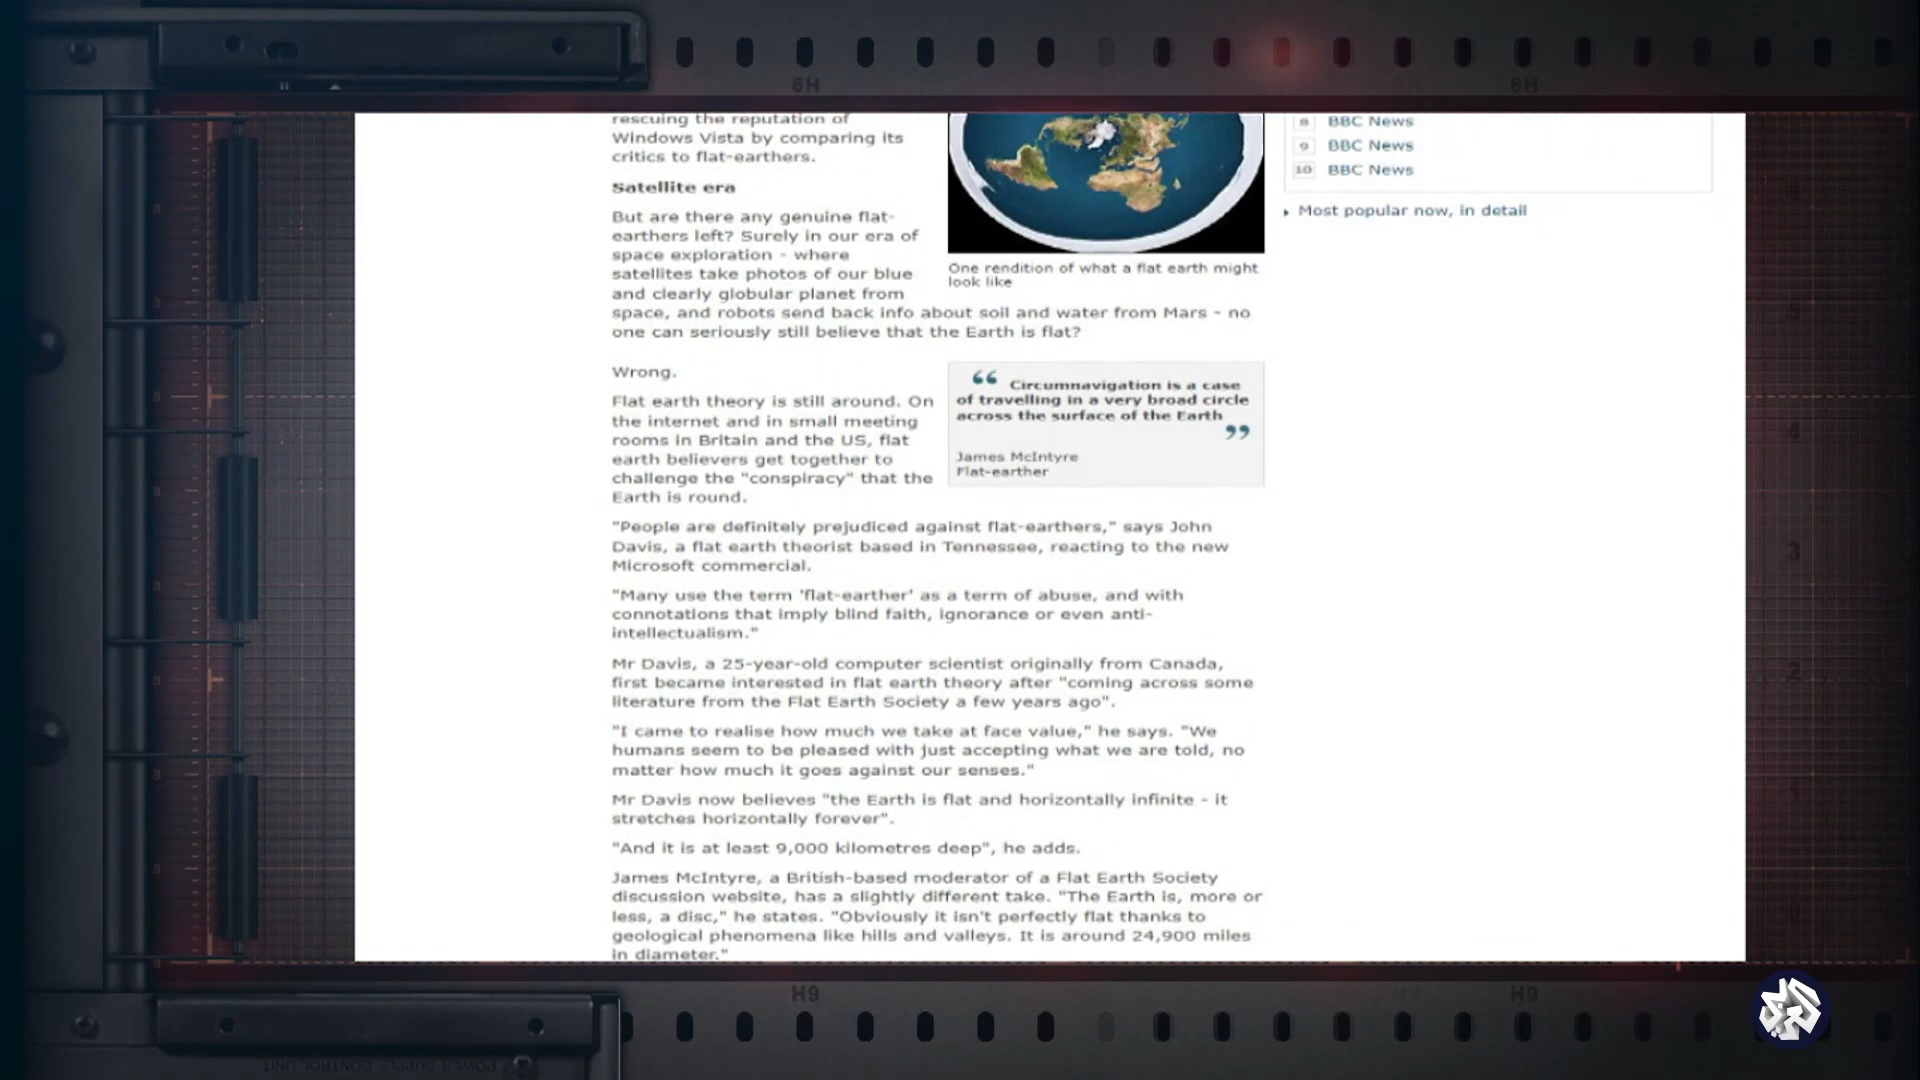 6H
6H
rescuing the reputation of
Windows Vista by comparing its
critics to flat-earthers.
Satellite era
But are there any genuine flat-
earthers left? Surely in our era of
space exploration - where
satellites take photos of our blue
and clearly globular planet from
space, and robots send back info about soil and water from Mars - no
one can seriously still believe that the Earth is flat?
One rendition of what a flat earth might
look like
8 BBC News
9 BBC News
10 BBC News
Most popular now, in detail
Wrong.
Flat earth theory is still around. On
the internet and in small meeting
rooms in Britain and the US, flat
earth believers get together to
challenge the "conspiracy" that the
Earth is round.
“ Circumnavigation is a case
of travelling in a very broad circle
across the surface of the Earth
”
James McIntyre
Flat-earther
"People are definitely prejudiced against flat-earthers," says John
Davis, a flat earth theorist based in Tennessee, reacting to the new
Microsoft commercial.
"Many use the term 'flat-earther' as a term of abuse, and with
connotations that imply blind faith, ignorance or even anti-
intellectualism."
Mr Davis, a 25-year-old computer scientist originally from Canada,
first became interested in flat earth theory after "coming across some
literature from the Flat Earth Society a few years ago".
"I came to realise how much we take at face value," he says. "We
humans seem to be pleased with just accepting what we are told, no
matter how much it goes against our senses."
Mr Davis now believes "the Earth is flat and horizontally infinite - it
stretches horizontally forever".
"And it is at least 9,000 kilometres deep", he adds.
James McIntyre, a British-based moderator of a Flat Earth Society
discussion website, has a slightly different take. "The Earth is, more or
less, a disc," he states. "Obviously it isn't perfectly flat thanks to
geological phenomena like hills and valleys. It is around 24,900 miles
in diameter."
4
3
2
H9
H9
POWER SUPPLY CONTROL UNIT